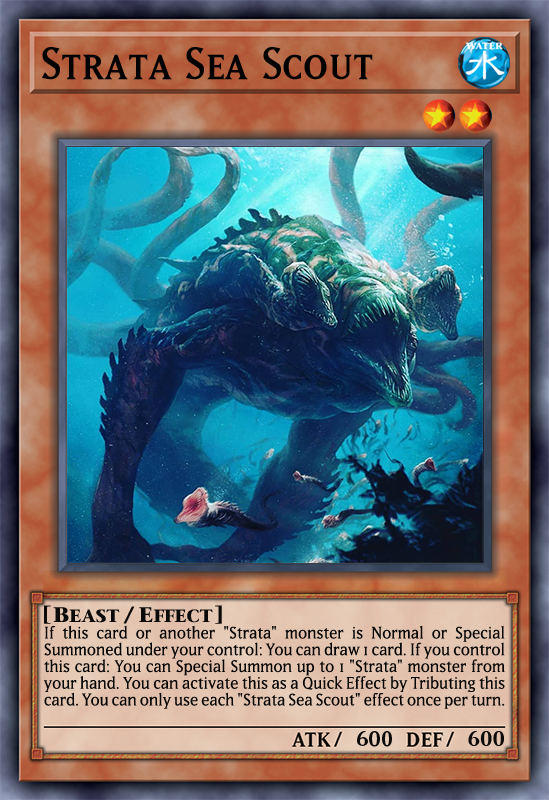 Strata Sea Scout
WATER
水
[Beast / Effect]
If this card or another "Strata" monster is Normal or Special
Summoned under your control: You can draw 1 card. If you control
this card: You can Special Summon up to 1 "Strata" monster from
your hand. You can activate this as a Quick Effect by Tributing this
card. You can only use each "Strata Sea Scout" effect once per turn.
ATK/ 600 DEF/ 600